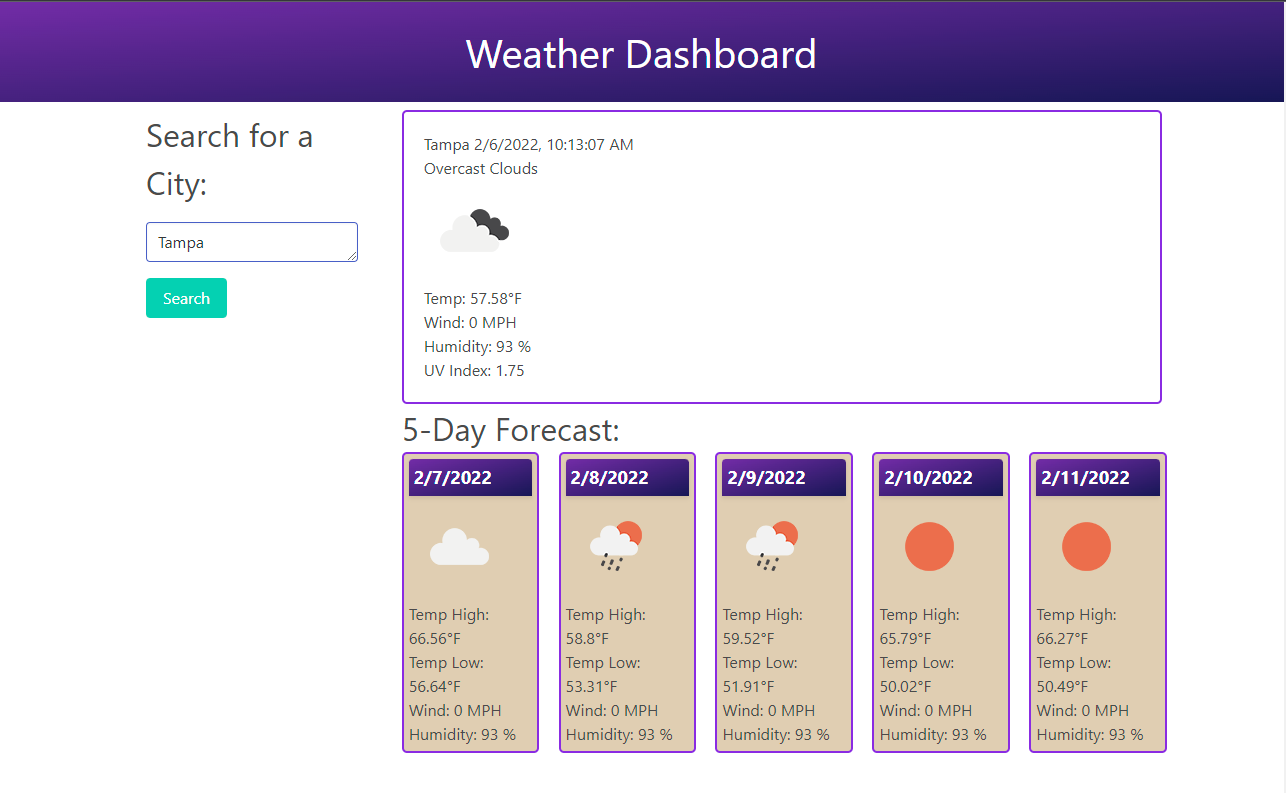 Weather Dashboard
Search for a
City:
Tampa
Search
Tampa 2/6/2022, 10:13:07 AM
Overcast Clouds
Temp: 57.58°F
Wind: 0 MPH
Humidity: 93 %
UV Index: 1.75
5-Day Forecast:
2/7/2022
Temp High:
66.56°F
Temp Low:
56.64°F
Wind: 0 MPH
Humidity: 93 %
2/8/2022
Temp High:
58.8°F
Temp Low:
53.31°F
Wind: 0 MPH
Humidity: 93 %
2/9/2022
Temp High:
59.52°F
Temp Low:
51.91°F
Wind: 0 MPH
Humidity: 93 %
2/10/2022
Temp High:
65.79°F
Temp Low:
50.02°F
Wind: 0 MPH
Humidity: 93 %
2/11/2022
Temp High:
66.27°F
Temp Low:
50.49°F
Wind: 0 MPH
Humidity: 93 %